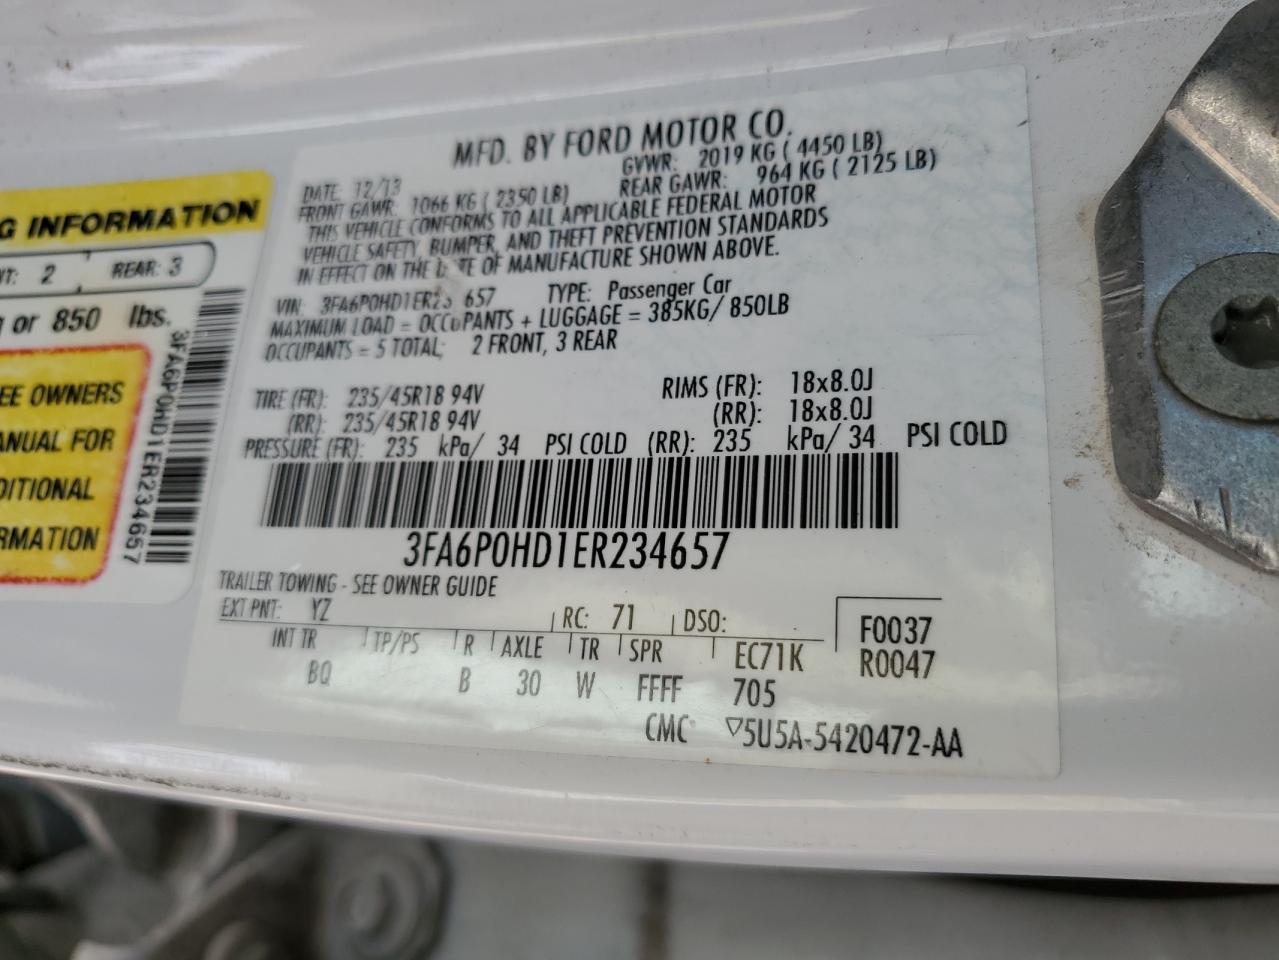 G INFORMATION
NT: 2 REAR: 3
g or 850 lbs.
EE OWNERS
ANUAL FOR
DITIONAL
RMATION
3FA6P0HD1ER234657
MFD. BY FORD MOTOR CO.
DATE: 12/13 GVWR: 2019 KG ( 4450 LB)
FRONT GAWR: 1066 KG ( 2350 LB) REAR GAWR: 964 KG ( 2125 LB)
THIS VEHICLE CONFORMS TO ALL APPLICABLE FEDERAL MOTOR
VEHICLE SAFETY, BUMPER, AND THEFT PREVENTION STANDARDS
IN EFFECT ON THE D TE OF MANUFACTURE SHOWN ABOVE.
VIN: 3FA6P0HD1ER23 657 TYPE: Passenger Car
MAXIMUM LOAD = OCCUPANTS + LUGGAGE = 385KG/ 850LB
OCCUPANTS = 5 TOTAL; 2 FRONT, 3 REAR
TIRE (FR): 235/45R18 94V RIMS (FR): 18x8.0J
(RR): 235/45R18 94V (RR): 18x8.0J
PRESSURE (FR): 235 kPa/ 34 PSI COLD (RR): 235 kPa/ 34 PSI COLD
3FA6P0HD1ER234657
TRAILER TOWING - SEE OWNER GUIDE
EXT PNT: YZ RC: 71 DSO: F0037
INT TR TP/PS R AXLE TR SPR EC71K R0047
BQ B 30 W FFFF 705
CMC ▽5U5A-5420472-AA